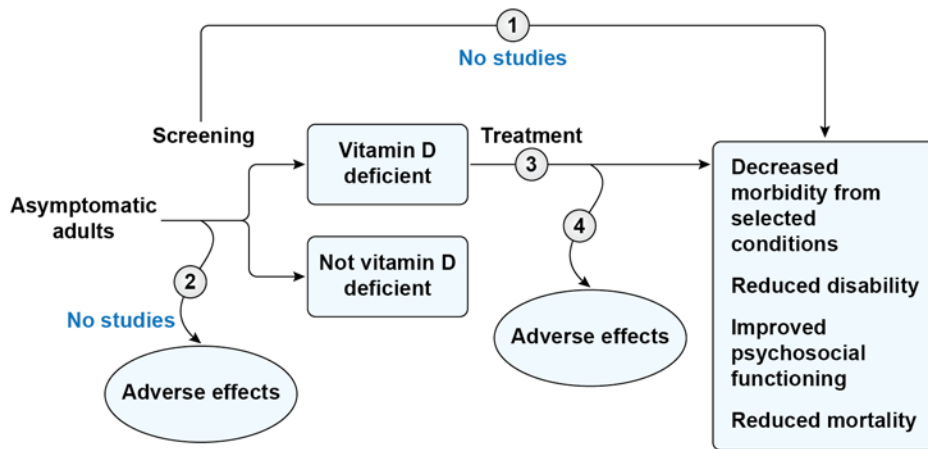 1
No studies
Screening
Vitamin D
deficient
Treatment
3
Asymptomatic
adults
4
2
Not vitamin D
deficient
No studies
Adverse effects
Adverse effects
Decreased
morbidity from
selected
conditions
Reduced disability
Improved
psychosocial
functioning
Reduced mortality